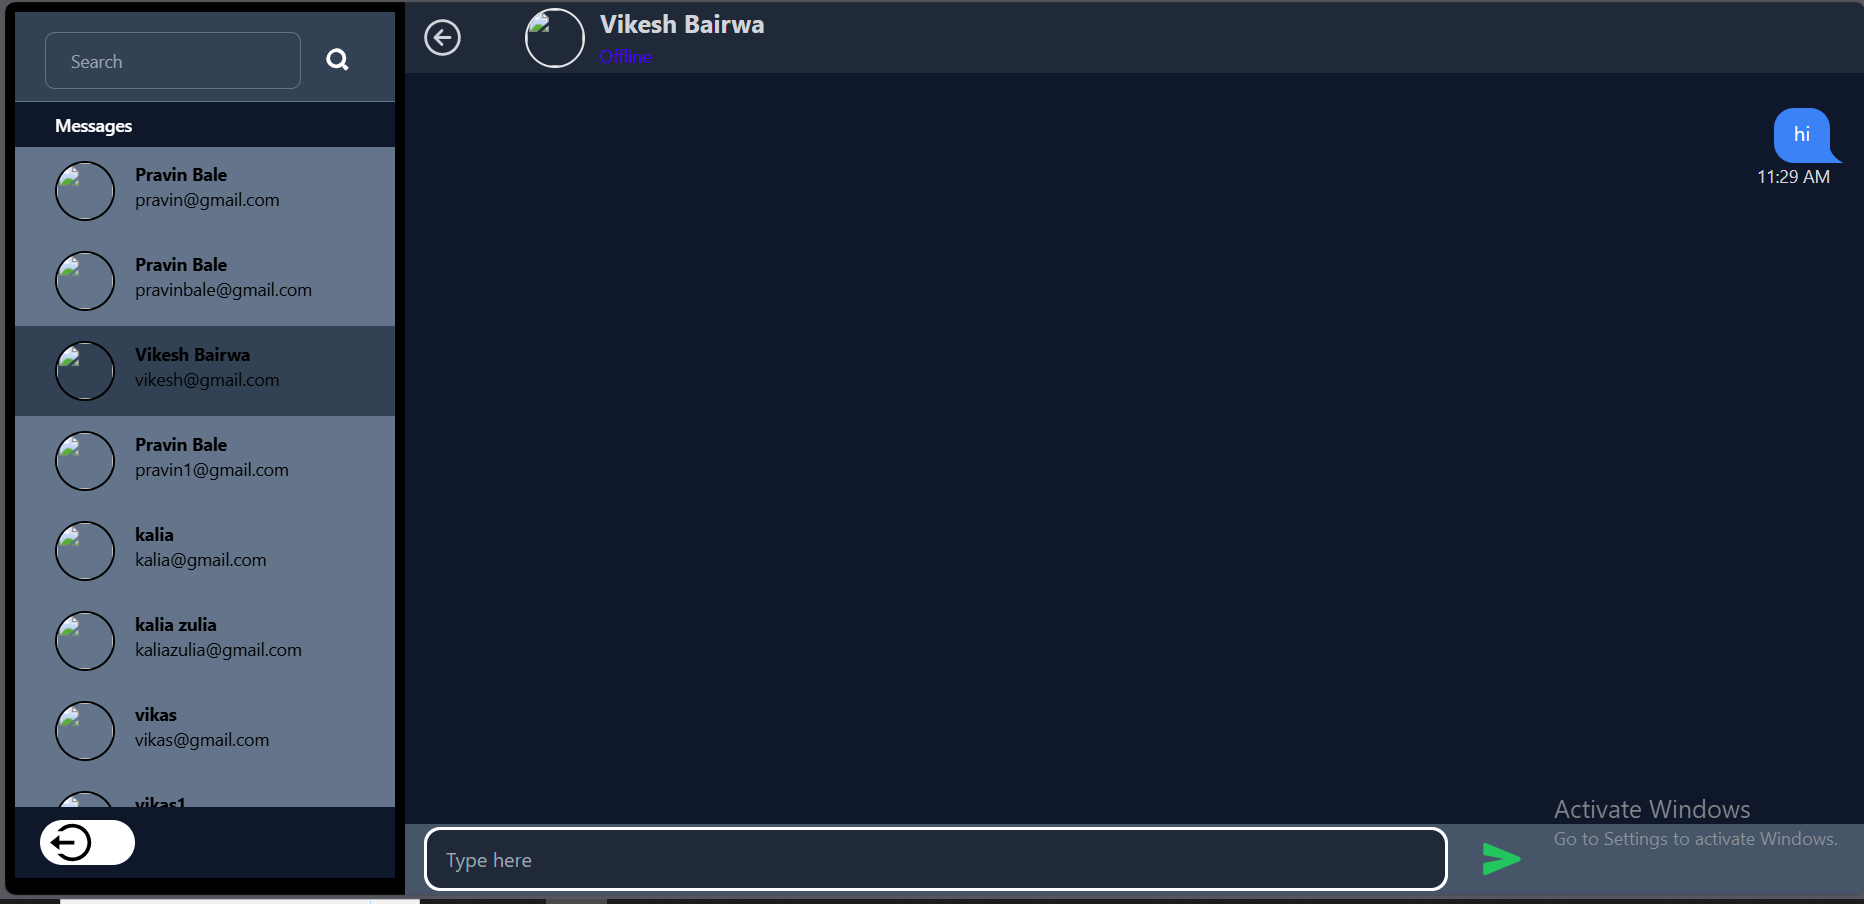 Search
Messages
Pravin Bale
pravin@gmail.com
Pravin Bale
pravinbale@gmail.com
Vikesh Bairwa
vikesh@gmail.com
Pravin Bale
pravin1@gmail.com
kalia
kalia@gmail.com
kalia zulia
kaliazulia@gmail.com
vikas
vikas@gmail.com
vikas1
Vikesh Bairwa
Offline
hi
11:29 AM
Type here
Activate Windows
Go to Settings to activate Windows.